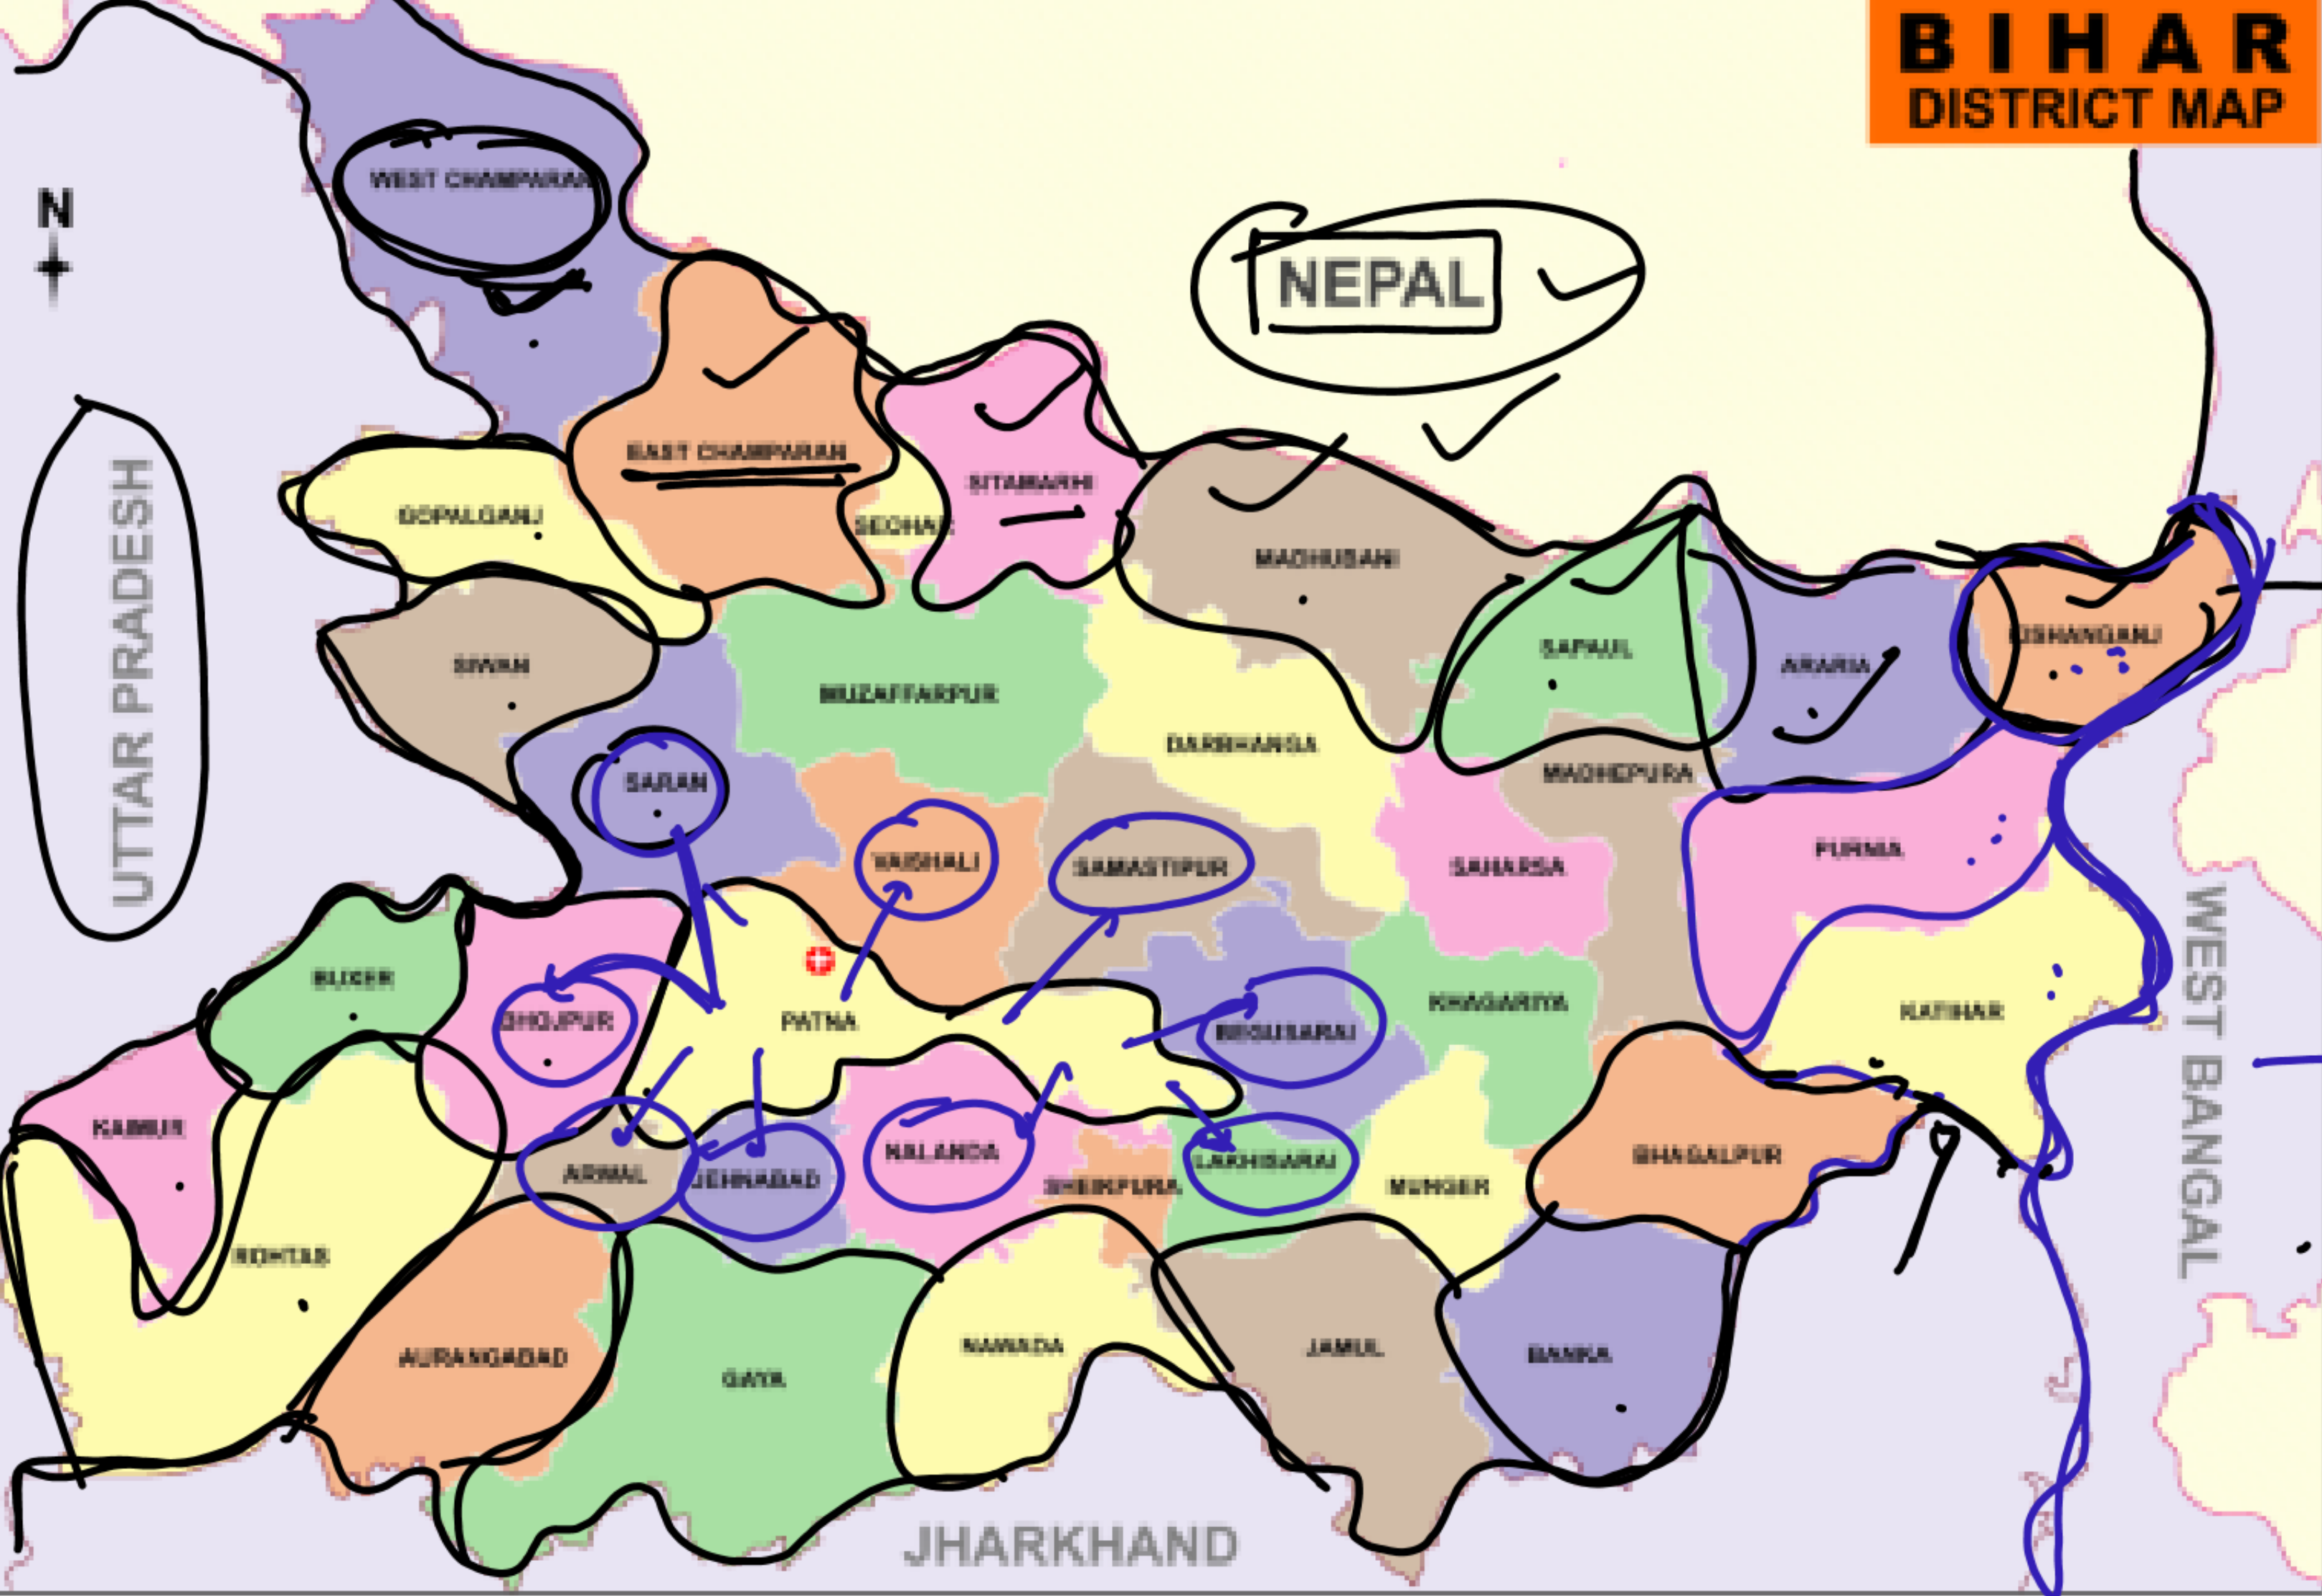 BIHAR
DISTRICT MAP
N
WEST CHAMPARAN
NEPAL
EAST CHAMPARAN
SITAMARHI
GOPALGANJ
SEOHAR
MADHUBANI
UTTAR PRADESH
SIWAN
SAPAUL
KISHANGANJ
ARARIA
MUZAFFARPUR
DARBHANGA
SARAN
MADHEPURA
VAISHALI
SAMASTIPUR
SAHARSA
PURNIA
BUXER
BHOJPUR
PATNA
BEGUSARAI
KHAGARIYA
KATIHAR
WEST BANGAL
KAIMUR
ARWAL
JEHNABAD
NALANDA
SHEIKPURA
LAKHISARAI
MUNGER
BHAGALPUR
ROHTAS
AURANGABAD
GAYA
NAWADA
JAMUI
BANKA
JHARKHAND